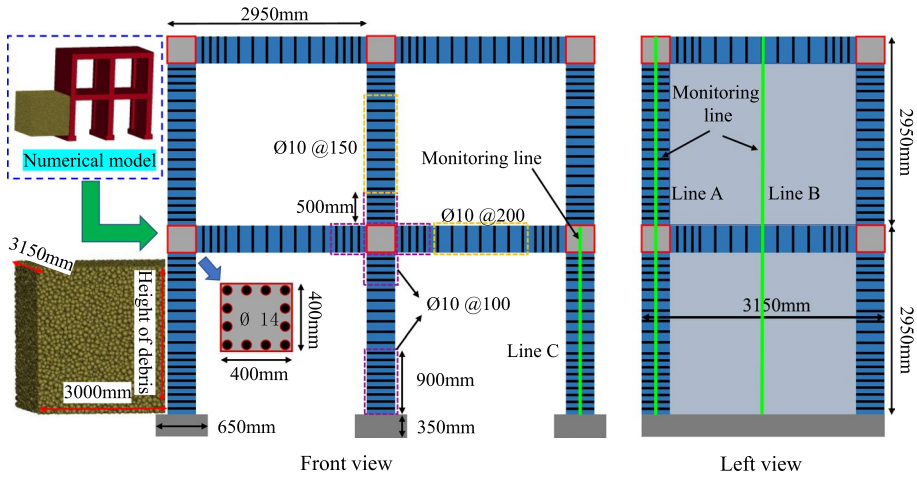 2950mm
Numerical model
Ø10 @150
Monitoring line
500mm
Ø10 @200
3150mm
Height of debris
3000mm
Ø 14
400mm
400mm
Ø10 @100
Line C
900mm
650mm
350mm
Front view
Monitoring
line
Line A
Line B
2950mm
3150mm
2950mm
Left view